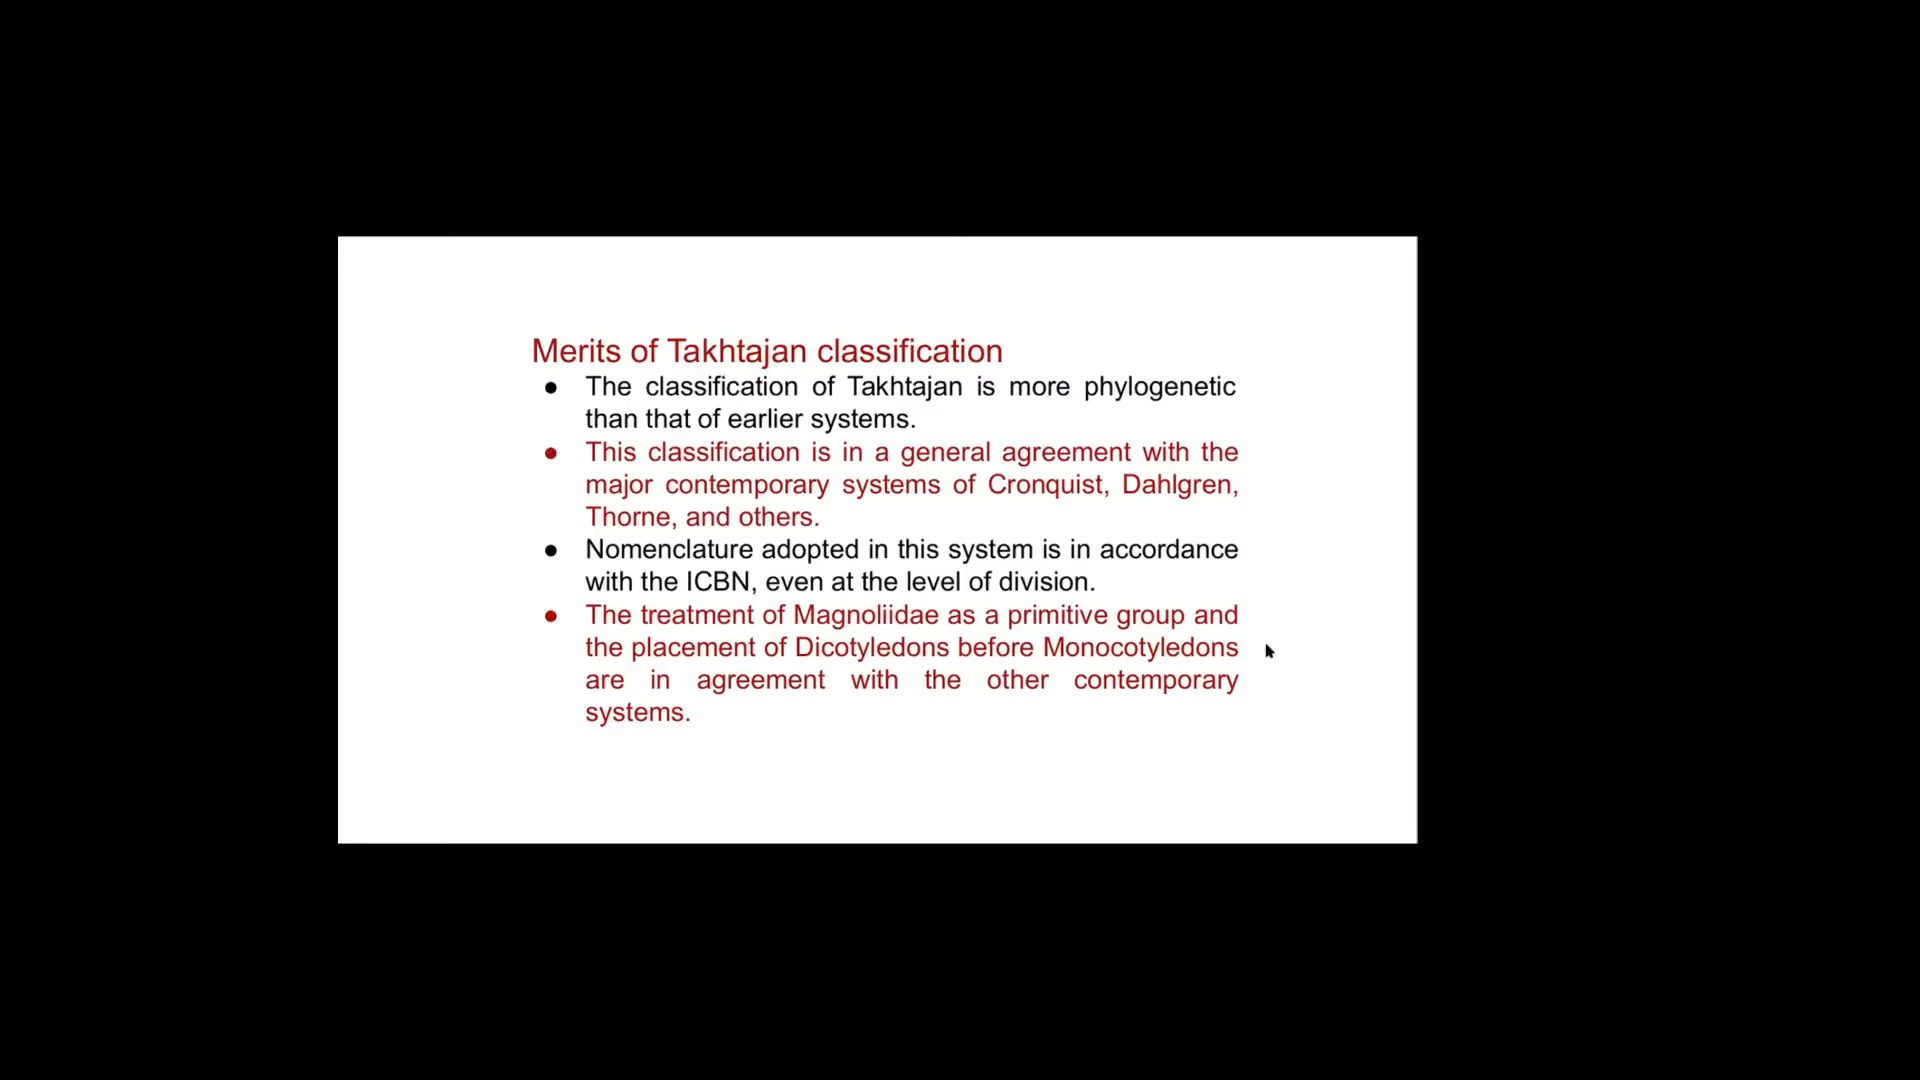 Merits of Takhtajan classification
● The classification of Takhtajan is more phylogenetic
than that of earlier systems.
● This classification is in a general agreement with the
major contemporary systems of Cronquist, Dahlgren,
Thorne, and others.
● Nomenclature adopted in this system is in accordance
with the ICBN, even at the level of division.
● The treatment of Magnoliidae as a primitive group and
the placement of Dicotyledons before Monocotyledons
are in agreement with the other contemporary
systems.